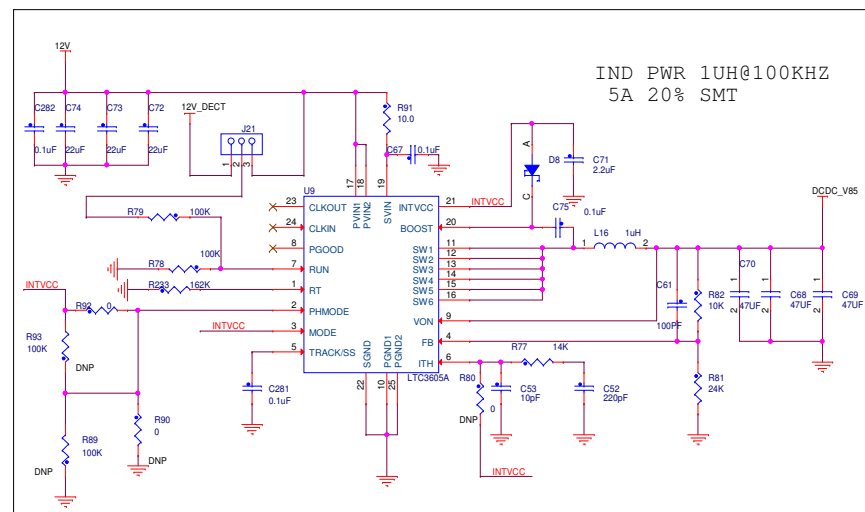 12V
IND PWR 1UH@100KHZ
5A 20% SMT
C282
C74
C73
C72
0.1uF
22uF
22uF
22uF
12V_DECT
J21
1
2
3
R91
10.0
C67
0.1uF
17
18
19
U9
PVIN1
PVIN2
SVIN
23
CLKOUT
24
CLKIN
8
PGOOD
7
RUN
1
RT
2
PHMODE
3
MODE
5
TRACK/SS
INTVCC
21
BOOST
20
SW1
11
SW2
12
SW3
13
SW4
14
SW5
15
SW6
16
VON
9
FB
4
ITH
6
SGND
PGND1
PGND2
22
10
25
LTC3605A
R79
100K
R78
100K
R233
162K
INTVCC
R92
0
R93
100K
DNP
INTVCC
R89
100K
DNP
R90
0
DNP
C281
0.1uF
INTVCC
A
D8
C
C71
2.2uF
C75
0.1uF
L16
1uH
1
2
DCDC_V85
C61
100PF
R82
10K
C70
47UF
1
2
C68
47UF
1
2
C69
47UF
1
2
R81
24K
R77
14K
R80
0
DNP
C53
10pF
C52
220pF
INTVCC